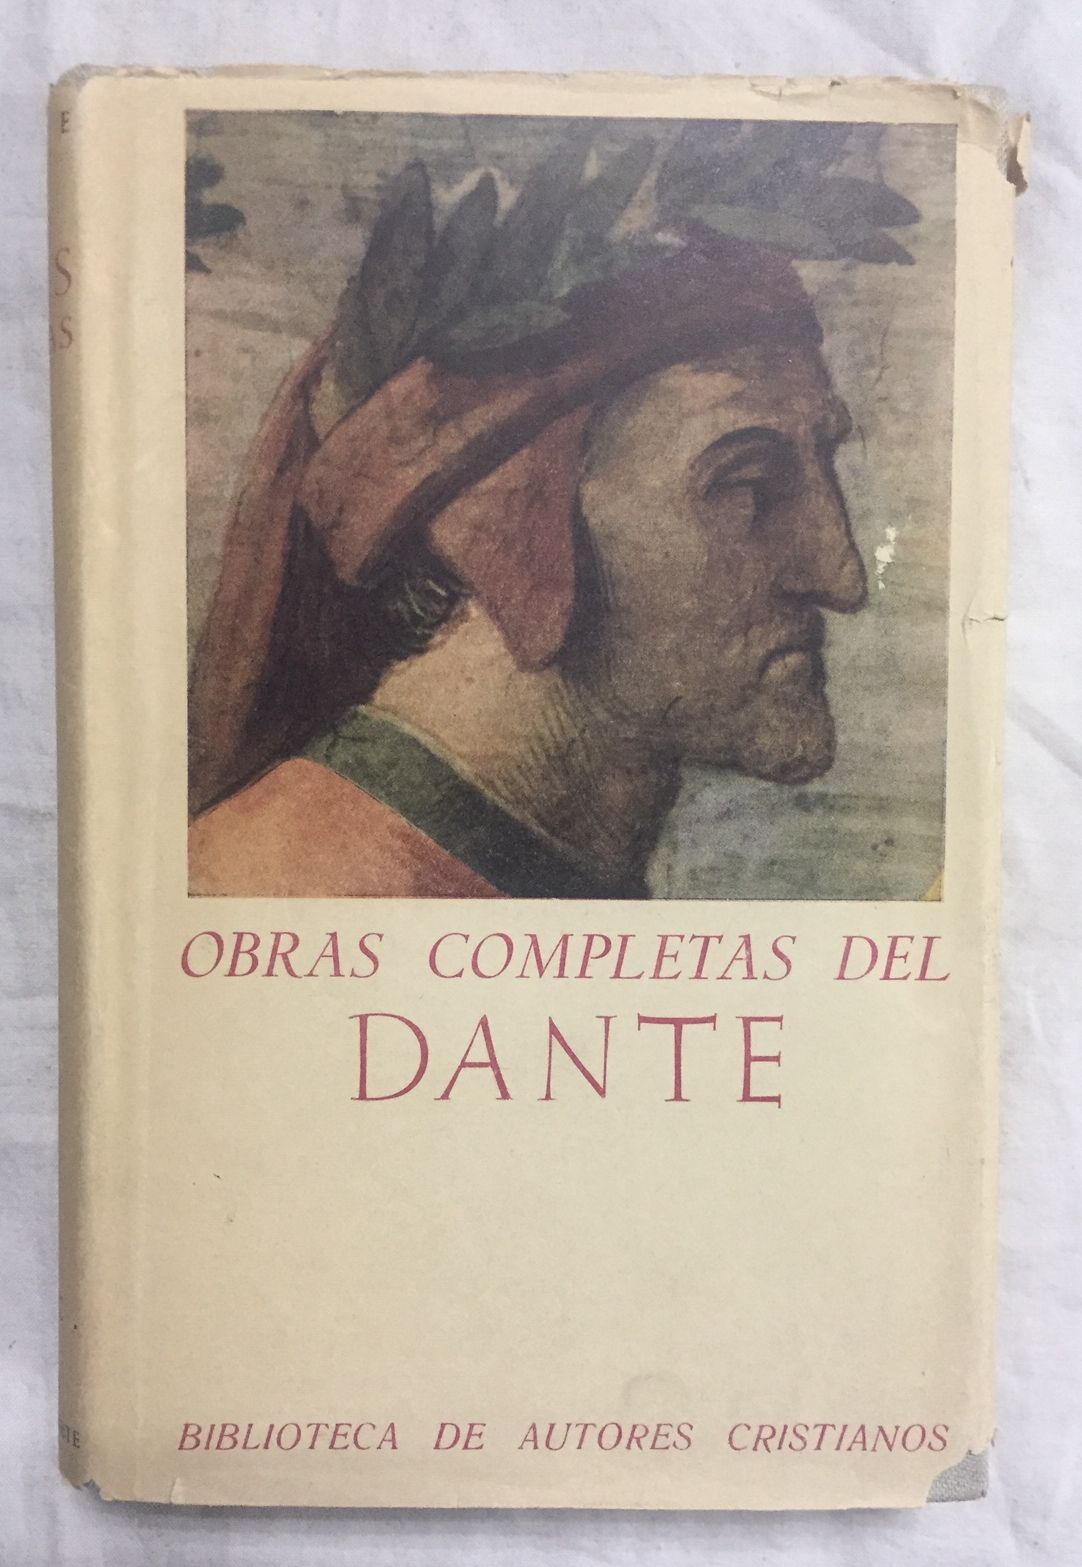 OBRAS COMPLETAS DEL
DANTE
BIBLIOTECA DE AUTORES CRISTIANOS